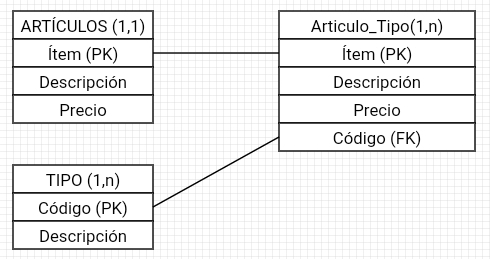 ARTÍCULOS (1,1)
Ítem (PK)
Descripción
Precio
Articulo_Tipo(1,n)
Ítem (PK)
Descripción
Precio
Código (FK)
TIPO (1,n)
Código (PK)
Descripción